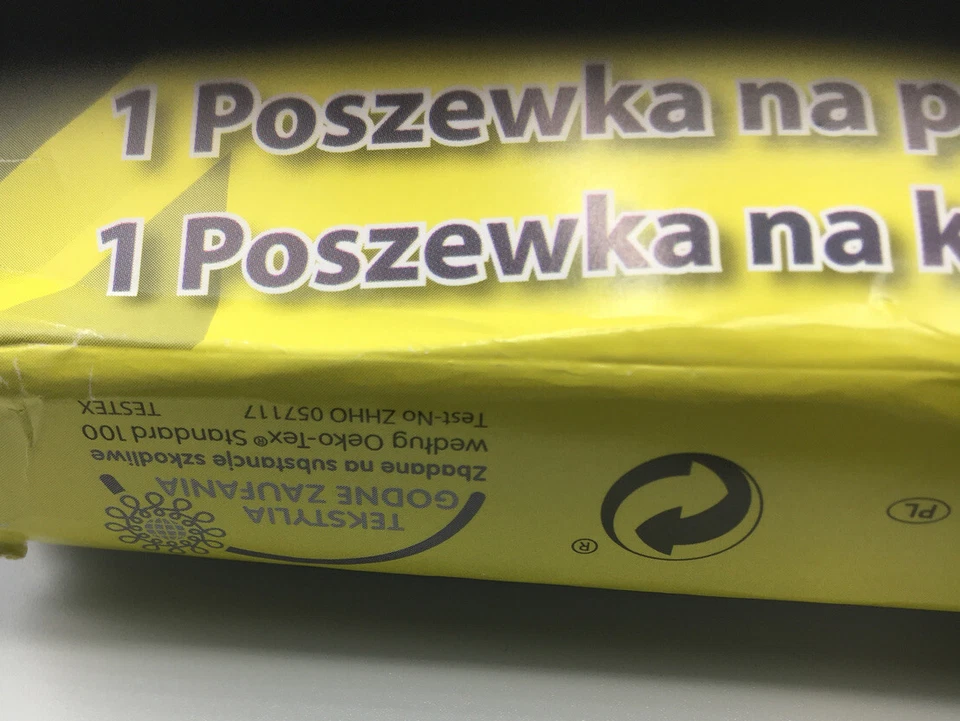 1 Poszewka na p
1 Poszewka na k
TEKSTYLIA
GODNE ZAUFANIA
Zbadane na substancje szkodliwe
według Oeko-Tex® Standard 100
Test-No ZHHO 057117 TESTEX
®
PL